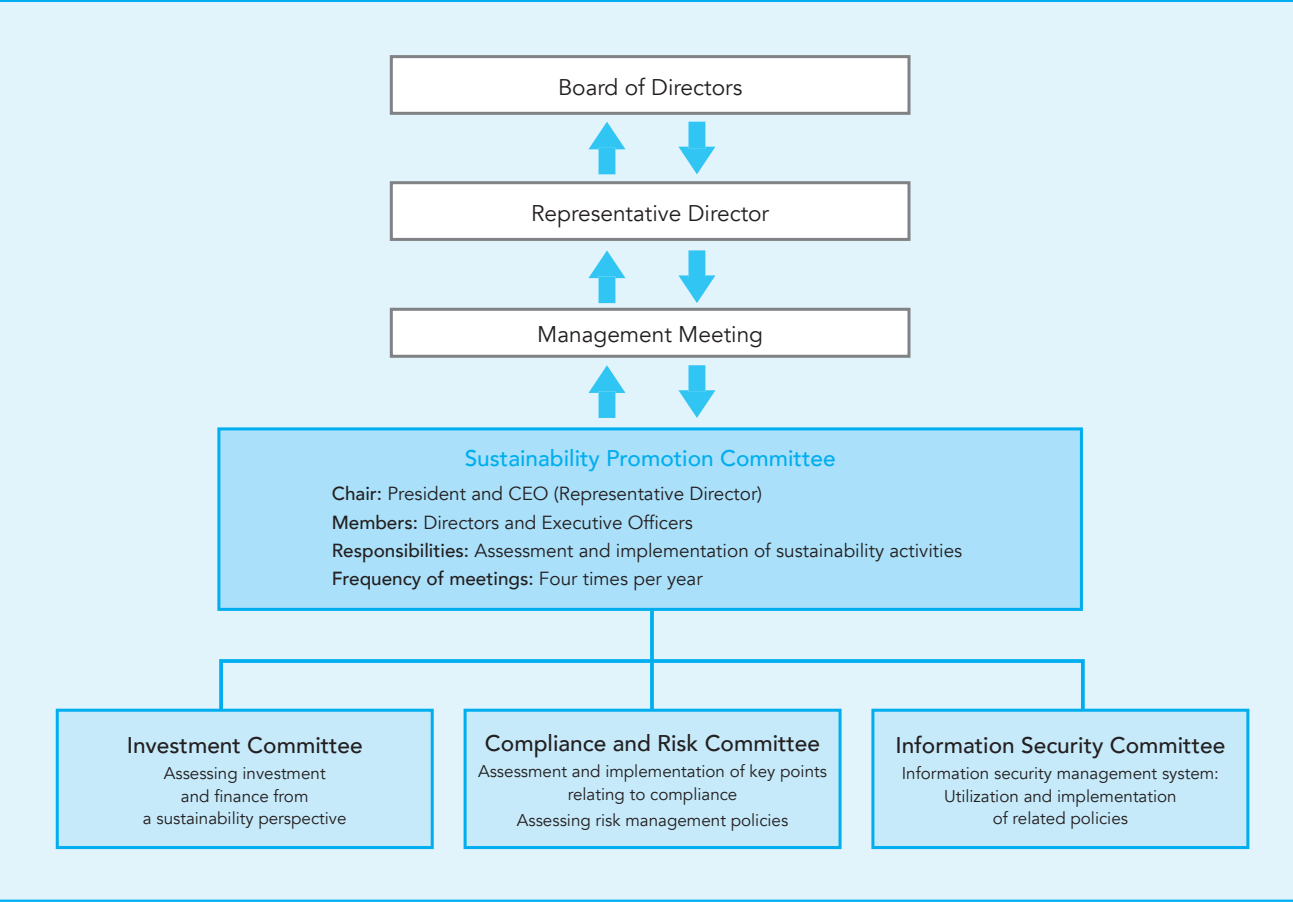 Board of Directors
Representative Director
Management Meeting
Sustainability Promotion Committee
Chair: President and CEO (Representative Director)
Members: Directors and Executive Officers
Responsibilities: Assessment and implementation of sustainability activities
Frequency of meetings: Four times per year
Investment Committee
Assessing investment
and finance from
a sustainability perspective
Compliance and Risk Committee
Assessment and implementation of key points
relating to compliance
Assessing risk management policies
Information Security Committee
Information security management system:
Utilization and implementation
of related policies